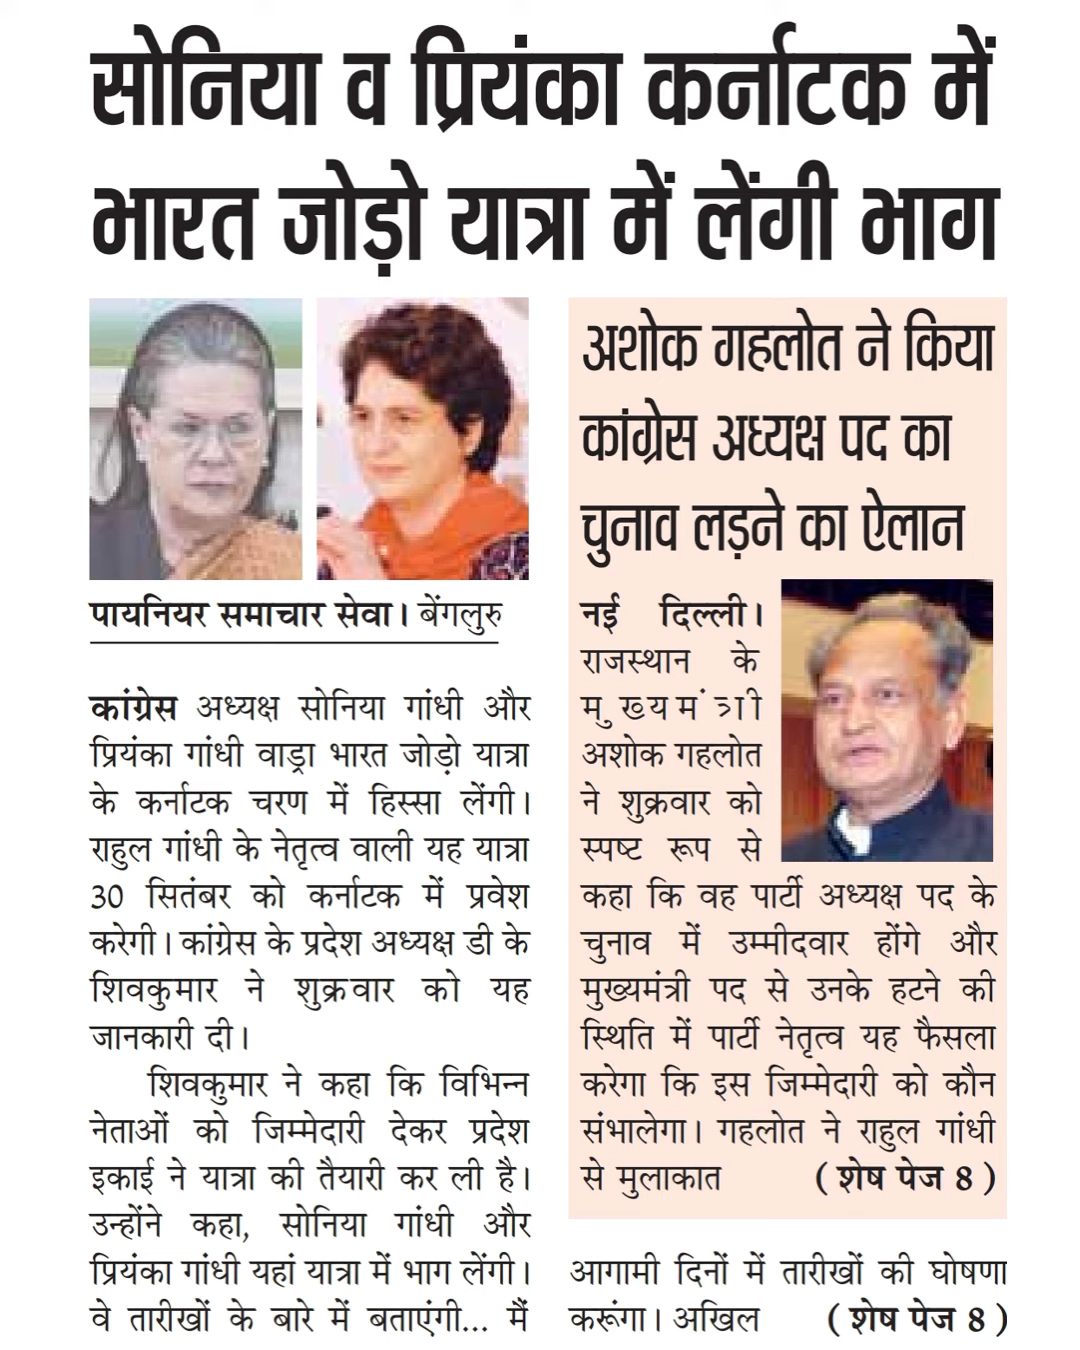 सोनिया व प्रियंका कर्नाटक में
भारत जोड़ो यात्रा में लेंगी भाग
पायनियर समाचार सेवा। बेंगलुरु
कांग्रेस अध्यक्ष सोनिया गांधी और
प्रियंका गांधी वाड्रा भारत जोड़ो यात्रा
के कर्नाटक चरण में हिस्सा लेंगी।
राहुल गांधी के नेतृत्व वाली यह यात्रा
30 सितंबर को कर्नाटक में प्रवेश
करेगी। कांग्रेस के प्रदेश अध्यक्ष डी के
शिवकुमार ने शुक्रवार को यह
जानकारी दी।
शिवकुमार ने कहा कि विभिन्न
नेताओं को जिम्मेदारी देकर प्रदेश
इकाई ने यात्रा की तैयारी कर ली है।
उन्होंने कहा, सोनिया गांधी और
प्रियंका गांधी यहां यात्रा में भाग लेंगी।
वे तारीखों के बारे में बताएंगी... मैं
आगामी दिनों में तारीखों की घोषणा
करूंगा। अखिल (शेष पेज 8)
अशोक गहलोत ने किया
कांग्रेस अध्यक्ष पद का
चुनाव लड़ने का ऐलान
नई दिल्ली।
राजस्थान के
मुख्यमंत्री
अशोक गहलोत
ने शुक्रवार को
स्पष्ट रूप से
कहा कि वह पार्टी अध्यक्ष पद के
चुनाव में उम्मीदवार होंगे और
मुख्यमंत्री पद से उनके हटने की
स्थिति में पार्टी नेतृत्व यह फैसला
करेगा कि इस जिम्मेदारी को कौन
संभालेगा। गहलोत ने राहुल गांधी
से मुलाकात (शेष पेज 8)